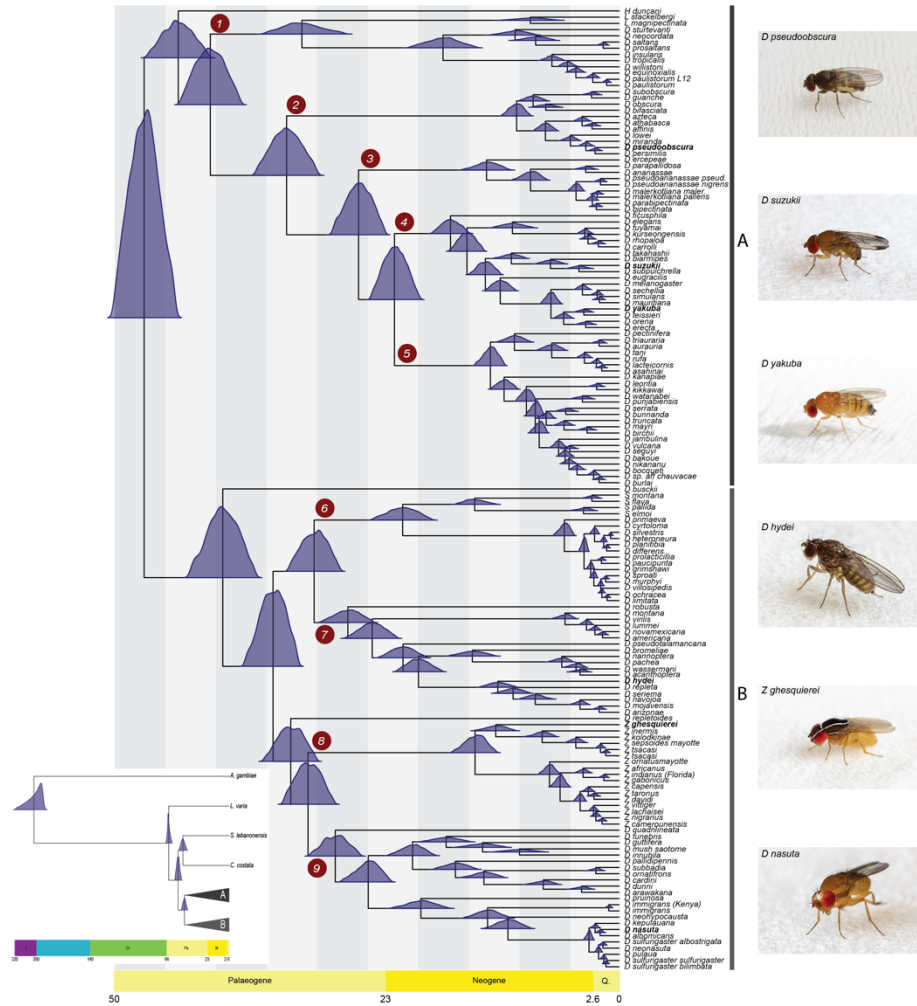 H duncani
L stackelbergi
L magnipectinata
D sturtevanti
D neocordata
D saltans
D prosaltans
D insularis
D tropicalis
D willistoni
D equinoxialis
D paulistorum L12
D paulistorum
D subobscura
D guanche
D obscura
D bifasciata
D azteca
D athabasca
D affinis
D lowei
D miranda
D pseudoobscura
D persimilis
D ercepeae
D parapallidosa
D ananassae
D pseudoananassae pseud.
D pseudoananassae nigrens
D malerkotliana maler.
D malerkotliana pallens
D parabipectinata
D bipectinata
D ficusphila
D elegans
D fuyamai
D kurseongensis
D rhopaloa
D carrolli
D takahashii
D biarmipes
D suzukii
D subpulchrella
D eugracilis
D melanogaster
D sechellia
D simulans
D mauritiana
D yakuba
D teissieri
D orena
D erecta
D pectinifera
D triauraria
D auraria
D tani
D rufa
D lacteicornis
D asahinai
D kanapiae
D leontia
D kikkawai
D watanabei
D punjabiensis
D serrata
D bunnanda
D truncata
D mayri
D birchii
D jambulina
D vulcana
D seguyi
D bakoue
D nikananu
D bocqueti
D sp. aff chauvacae
D burlai
D busckii
S montana
S flava
S pallida
S elmoi
D primaeva
D cyrtoloma
D silvestris
D heteroneura
D planitibia
D differens
D prolacticillia
D paucipunta
D grimshawi
D sproati
D murphyi
D villosipedis
D ochracea
D limitata
D robusta
D montana
D virilis
D lummei
D novamexicana
D americana
D pseudotalamancana
D bromeliae
D nannoptera
D pachea
D wassermani
D acanthoptera
D hydei
D repleta
D seriema
D navojoa
D mojavensis
D arizonae
D repletoides
Z ghesquierei
Z inermis
Z kolodkinae
Z sepsoides mayotte
Z tsacasi
Z tsacasi
Z ornatusmayotte
Z africanus
Z indianus (Florida)
Z gabonicus
Z capensis
Z taronus
Z davidi
Z vittiger
Z lachaisei
Z nigranus
Z camerounensis
D quadrilineata
D funebris
D guttifera
D mush saotome
D innubila
D pallidipennis
D subbadia
D ornatifrons
D cardini
D dunni
D arawakana
D pruinosa
D immigrans (Kenya)
D immigrans
D neohypocausta
D kepulauana
D nasuta
D albomicans
D sulfurigaster albostrigata
D neonasuta
D pulaua
D sulfurigaster sulfurigaster
D sulfurigaster bilimbata
1
2
3
4
5
6
7
8
9
A
B
D pseudoobscura
D suzukii
D yakuba
D hydei
Z ghesquierei
D nasuta
A. gambiae
L. varia
S. lebanonensis
C. costata
A
B
Palaeogene
Neogene
Q.
50
23
2.6
0